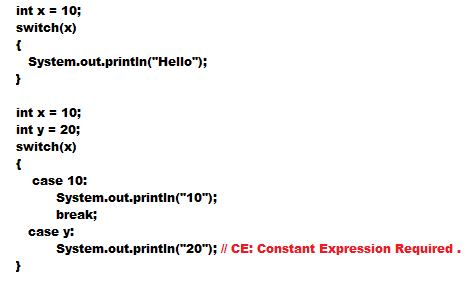 int x = 10;
switch(x)
{
System.out.println("Hello");
}
int x = 10;
int y = 20;
switch(x)
{
case 10:
System.out.println("10");
break;
case y:
System.out.println("20"); // CE: Constant Expression Required .
}